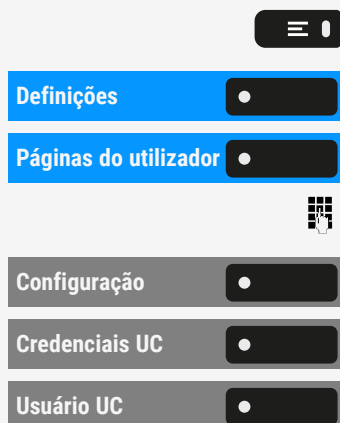 Definições
Páginas do utilizador
Configuração
Credenciais UC
Usuário UC